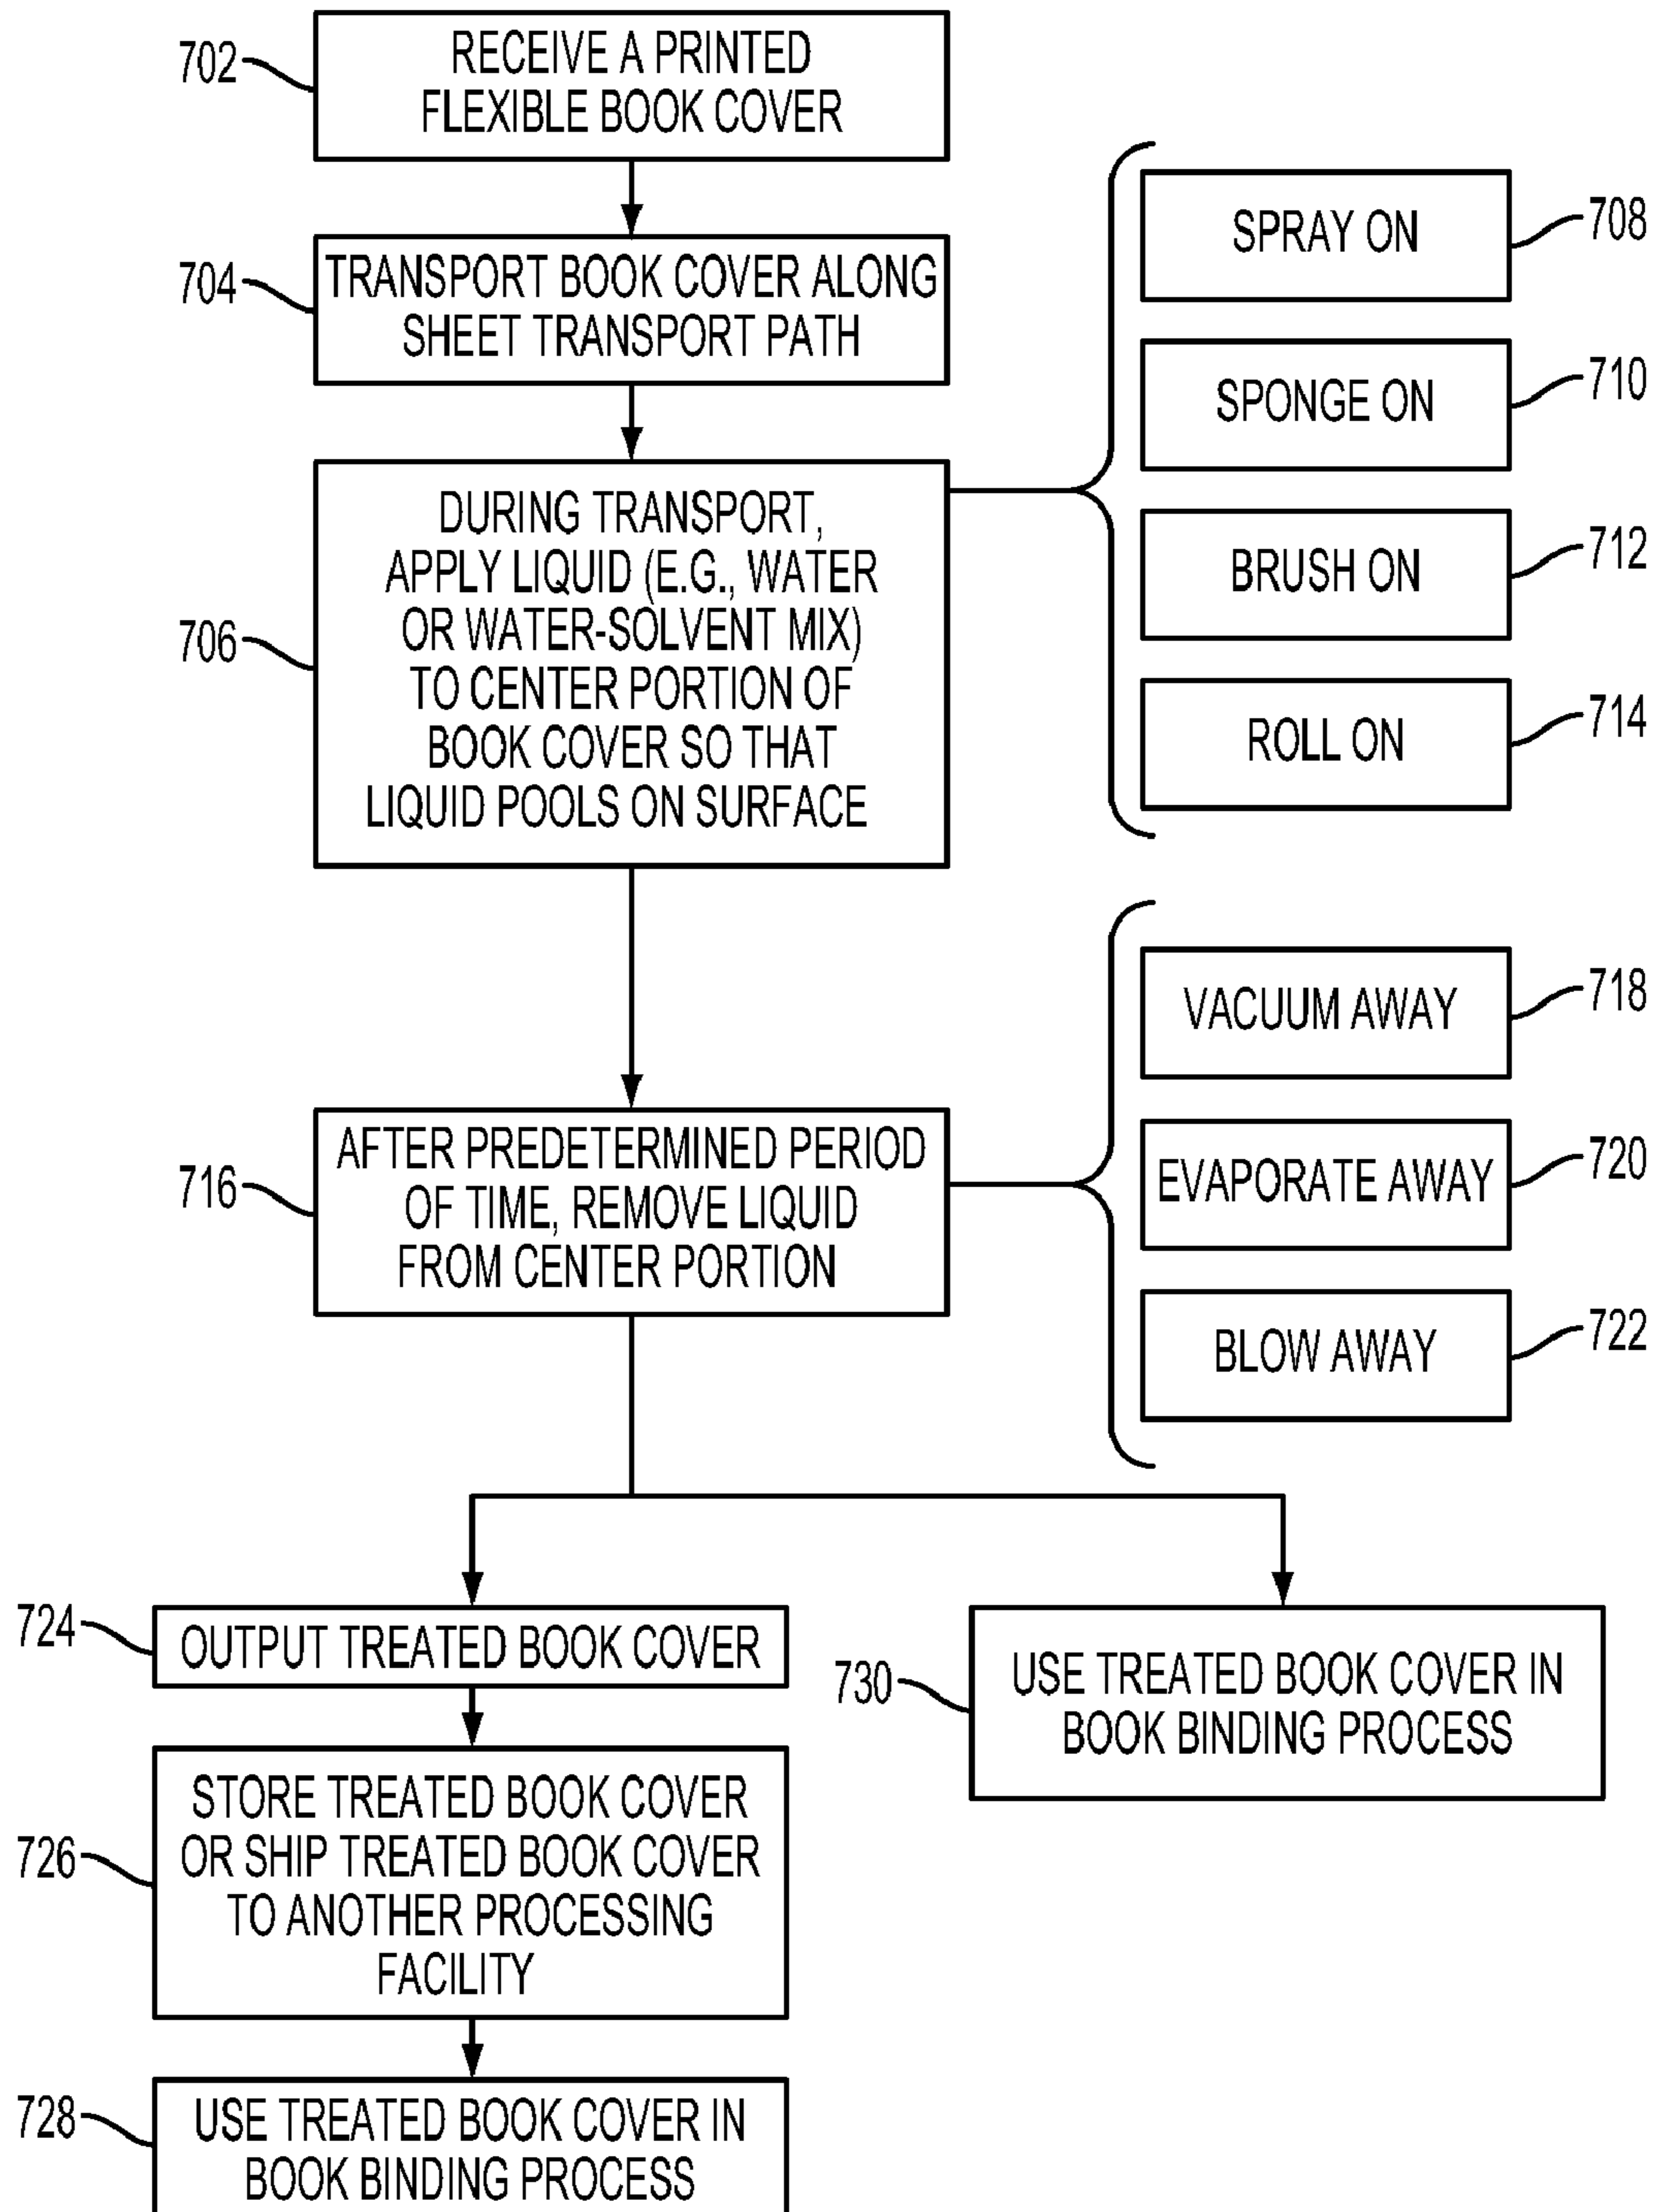 702
RECEIVE A PRINTED
FLEXIBLE BOOK COVER
704
TRANSPORT BOOK COVER ALONG
SHEET TRANSPORT PATH
706
DURING TRANSPORT,
APPLY LIQUID (E.G., WATER
OR WATER-SOLVENT MIX)
TO CENTER PORTION OF
BOOK COVER SO THAT
LIQUID POOLS ON SURFACE
SPRAY ON
708
SPONGE ON
710
BRUSH ON
712
ROLL ON
714
716
AFTER PREDETERMINED PERIOD
OF TIME, REMOVE LIQUID
FROM CENTER PORTION
VACUUM AWAY
718
EVAPORATE AWAY
720
BLOW AWAY
722
724
OUTPUT TREATED BOOK COVER
726
STORE TREATED BOOK COVER
OR SHIP TREATED BOOK COVER
TO ANOTHER PROCESSING
FACILITY
728
USE TREATED BOOK COVER IN
BOOK BINDING PROCESS
730
USE TREATED BOOK COVER IN
BOOK BINDING PROCESS